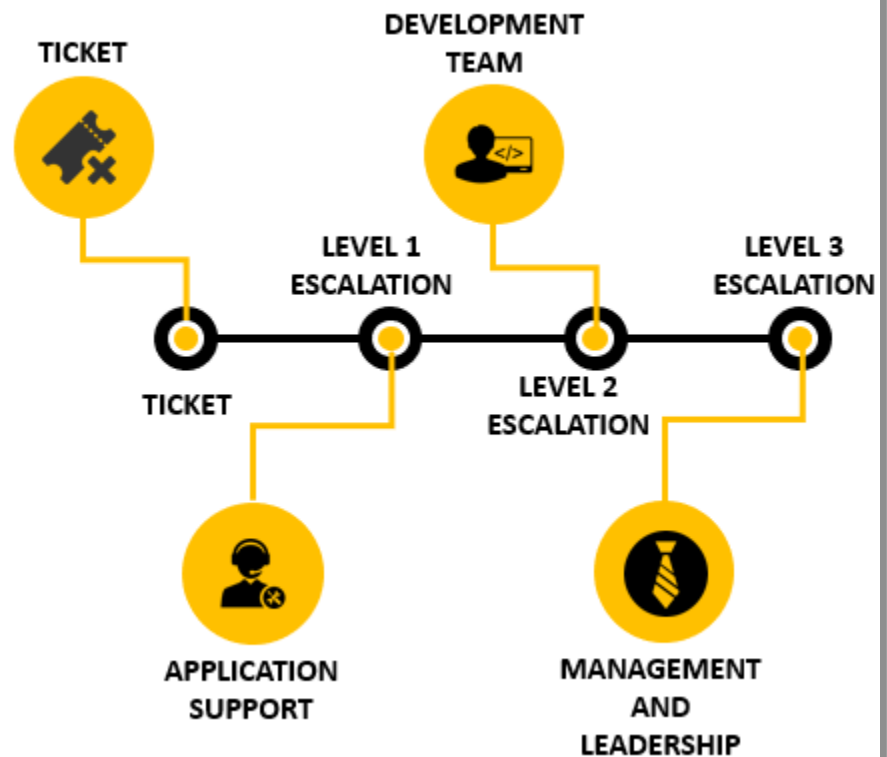 TICKET
DEVELOPMENT
TEAM
</>
LEVEL 1
ESCALATION
LEVEL 3
ESCALATION
TICKET
LEVEL 2
ESCALATION
APPLICATION
SUPPORT
MANAGEMENT
AND
LEADERSHIP